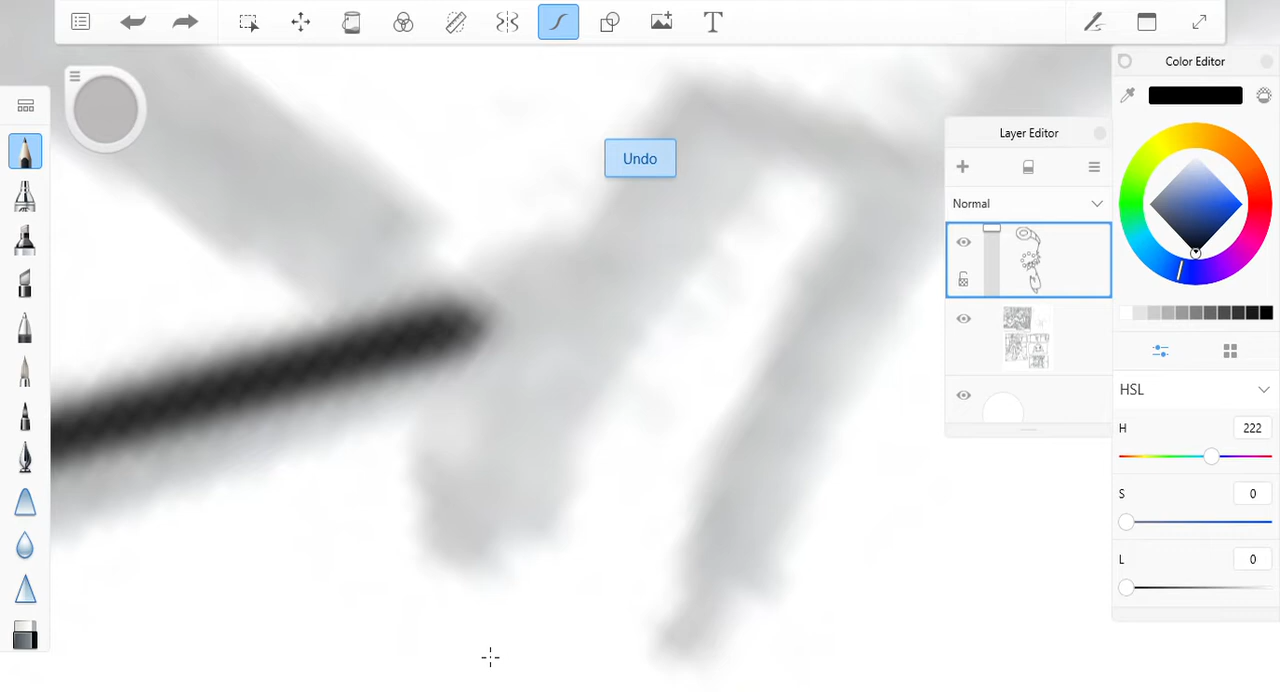 T
Color Editor
Layer Editor
Undo
Normal
HSL
H 222
S 0
L 0